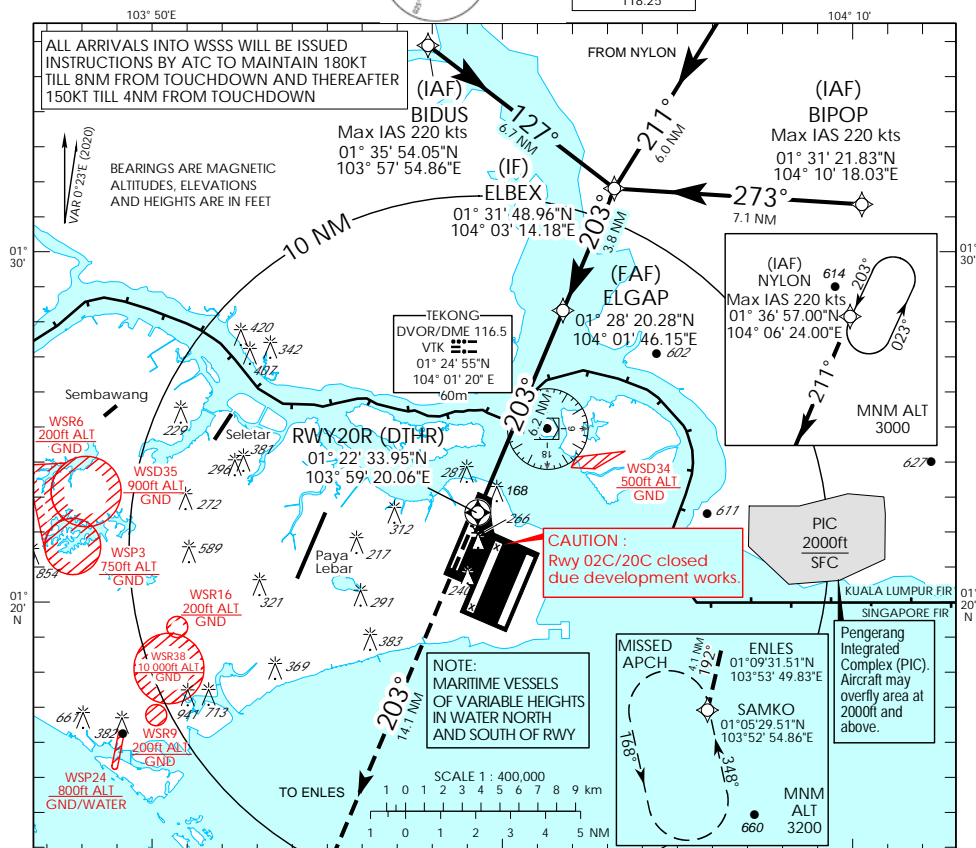 118.25
103° 50'E
104° 10'
ALL ARRIVALS INTO WSSS WILL BE ISSUED
INSTRUCTIONS BY ATC TO MAINTAIN 180KT
TILL 8NM FROM TOUCHDOWN AND THEREAFTER
150KT TILL 4NM FROM TOUCHDOWN
FROM NYLON
(IAF)
BIDUS
Max IAS 220 kts
01° 35' 54.05"N
103° 57' 54.86"E
127°
6.7 NM
211°
6.0 NM
(IAF)
BIPOP
Max IAS 220 kts
01° 31' 21.83"N
104° 10' 18.03"E
VAR 0°23'E (2020)
BEARINGS ARE MAGNETIC
ALTITUDES, ELEVATIONS
AND HEIGHTS ARE IN FEET
(IF)
ELBEX
01° 31' 48.96"N
104° 03' 14.18"E
273°
7.1 NM
203°
3.8 NM
10 NM
01°
30'
01°
30'
(FAF)
ELGAP
01° 28' 20.28"N
104° 01' 46.15"E
602
(IAF)
NYLON
Max IAS 220 kts
01° 36' 57.00"N
104° 06' 24.00"E
614
203°
023°
211°
MNM ALT
3000
TEKONG
DVOR/DME 116.5
VTK
01° 24' 55"N
104° 01' 20" E
60m
420
342
407
Sembawang
229
Seletar
381
298
WSR6
200ft ALT
GND
WSD35
900ft ALT
GND
WSP3
750ft ALT
GND
854
272
589
203°
6.2 NM
9
18
RWY20R (DTHR)
01° 22' 33.95"N
103° 59' 20.06"E
287
168
266
312
217
Paya
Lebar
321
291
240
x
x
WSD34
500ft ALT
GND
627
611
CAUTION :
Rwy 02C/20C closed
due development works.
PIC
2000ft
SFC
KUALA LUMPUR FIR
SINGAPORE FIR
01°
20'
N
01°
20'
N
WSR16
200ft ALT
GND
WSR38
10 000ft ALT
GND
383
369
941
713
661
382
WSR9
200ft ALT
GND
WSP24
800ft ALT
GND/WATER
203°
14.1 NM
TO ENLES
NOTE:
MARITIME VESSELS
OF VARIABLE HEIGHTS
IN WATER NORTH
AND SOUTH OF RWY
SCALE 1 : 400,000
1 0 1 2 3 4 5 6 7 8 9 km
1 0 1 2 3 4 5 NM
MISSED
APCH
4.1 NM
192°
ENLES
01°09'31.51"N
103°53' 49.83"E
SAMKO
01°05'29.51"N
103°52' 54.86"E
168°
348°
MNM
ALT
3200
660
Pengerang
Integrated
Complex (PIC).
Aircraft may
overfly area at
2000ft and
above.